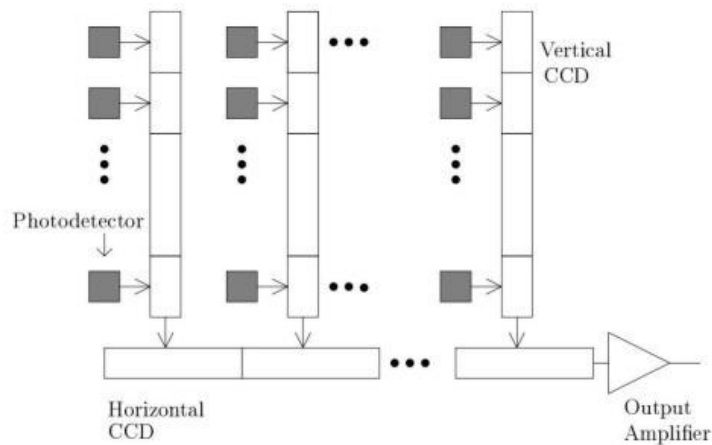 Vertical
CCD
Photodetector
Horizontal
CCD
Output
Amplifier